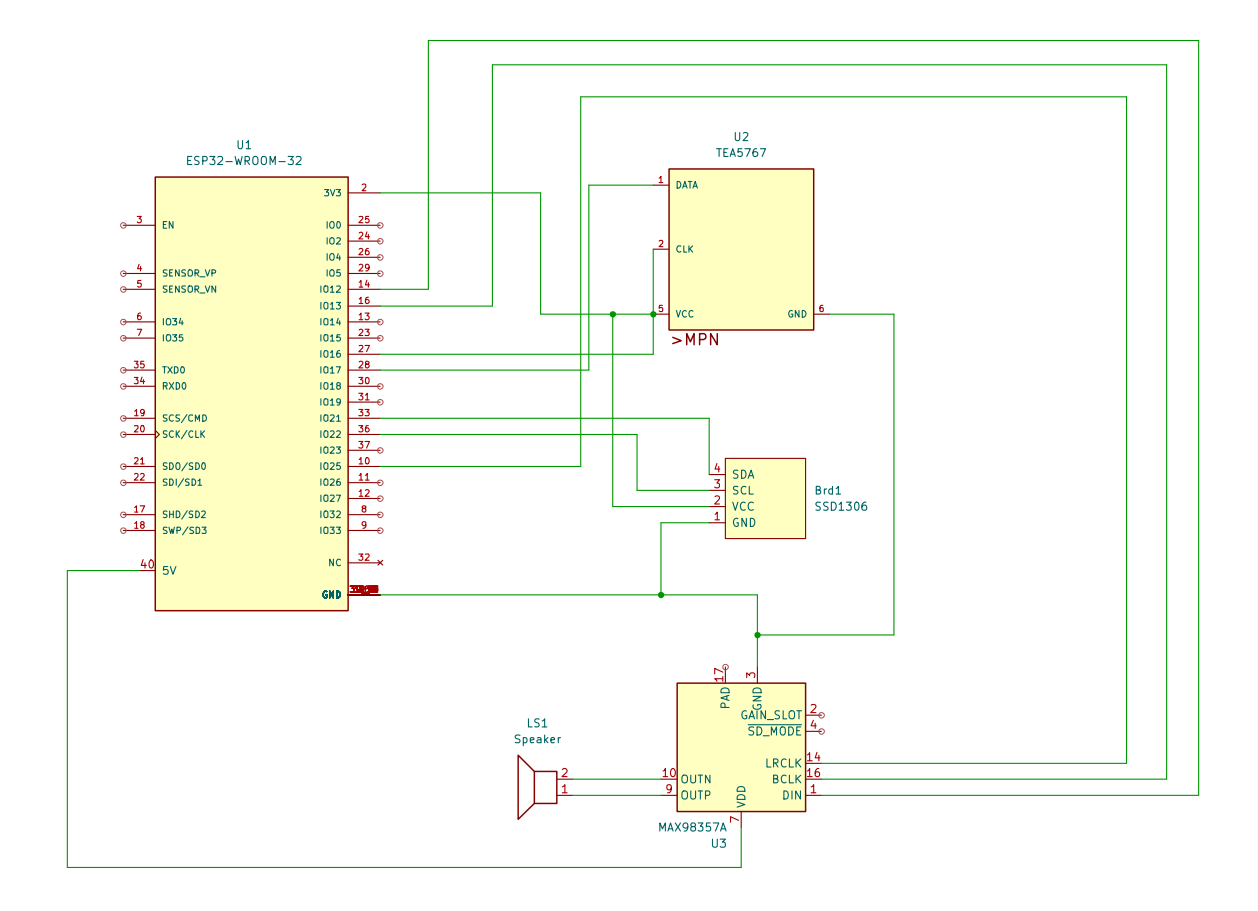 U1
ESP32-WROOM-32
3V3 2
3 EN
IO0 25
IO2 24
IO4 26
4 SENSOR_VP
IO5 29
5 SENSOR_VN
IO12 14
IO13 16
6 IO34
IO14 13
7 IO35
IO15 23
IO16 27
35 TXD0
IO17 28
34 RXD0
IO18 30
IO19 31
19 SCS/CMD
IO21 33
20 SCK/CLK
IO22 36
IO23 37
21 SDO/SD0
IO25 10
22 SDI/SD1
IO26 11
IO27 12
17 SHD/SD2
IO32 8
18 SWP/SD3
IO33 9
NC 32
40 5V
GND
U2
TEA5767
1 DATA
2 CLK
5 VCC
GND 6
>MPN
4 SDA
3 SCL
2 VCC
1 GND
Brd1
SSD1306
17 PAD
3 GND
GAIN_SLOT 2
SD_MODE 4
LRCLK 14
BCLK 16
DIN 1
10 OUTN
9 OUTP
VDD 7
MAX98357A
U3
LS1
Speaker
2
1